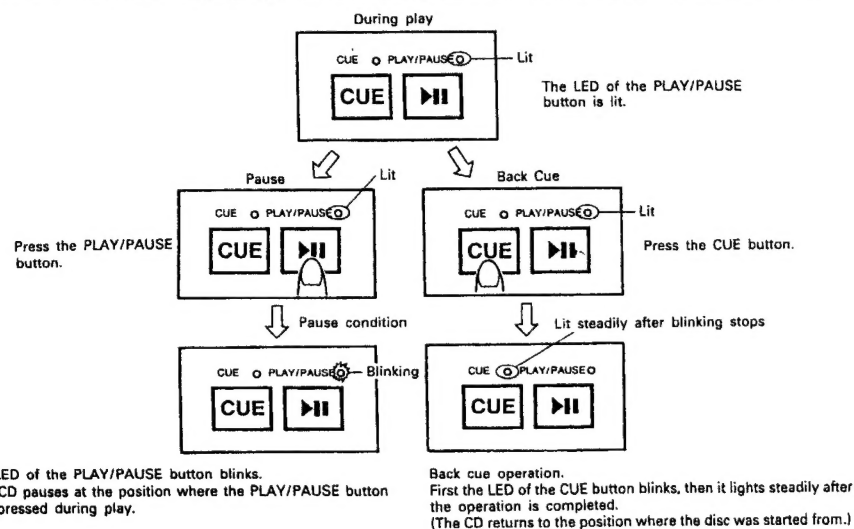 During play
CUE PLAY/PAUSE Lit
CUE ▶II
The LED of the PLAY/PAUSE
button is lit.
Pause
Lit
CUE PLAY/PAUSE
CUE ▶II
Press the PLAY/PAUSE
button.
Back Cue
CUE PLAY/PAUSE Lit
CUE ▶II
Press the CUE button.
Pause condition
CUE PLAY/PAUSE Blinking
CUE ▶II
LED of the PLAY/PAUSE button blinks.
CD pauses at the position where the PLAY/PAUSE button
pressed during play.
Lit steadily after blinking stops
CUE PLAY/PAUSE
CUE ▶II
Back cue operation.
First the LED of the CUE button blinks, then it lights steadily after
the operation is completed.
(The CD returns to the position where the disc was started from.)